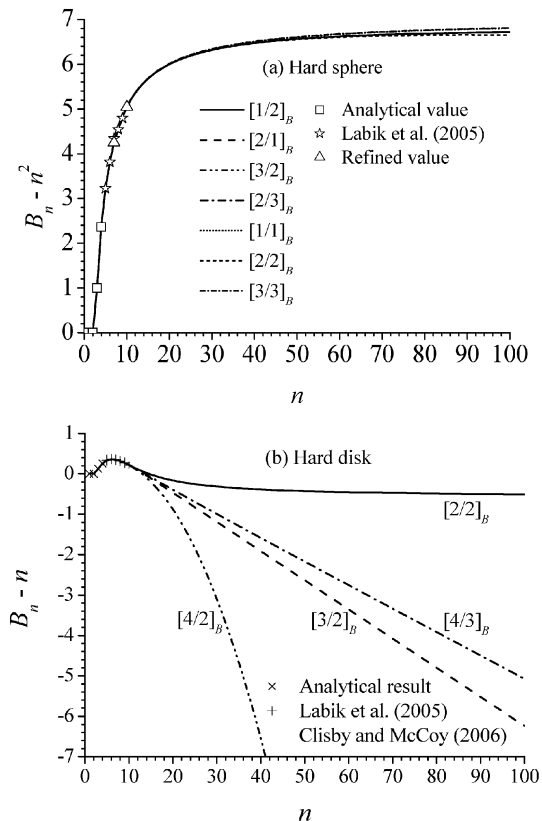 7
6
5
4
3
2
1
0
B_n - n^2
(a) Hard sphere
[1/2]_B
[2/1]_B
[3/2]_B
[2/3]_B
[1/1]_B
[2/2]_B
[3/3]_B
Analytical value
Labik et al. (2005)
Refined value
0 10 20 30 40 50 60 70 80 90 100
n
1
0
-1
-2
-3
-4
-5
-6
-7
B_n - n
(b) Hard disk
[2/2]_B
[4/2]_B
[3/2]_B
[4/3]_B
Analytical result
Labik et al. (2005)
Clisby and McCoy (2006)
0 10 20 30 40 50 60 70 80 90 100
n